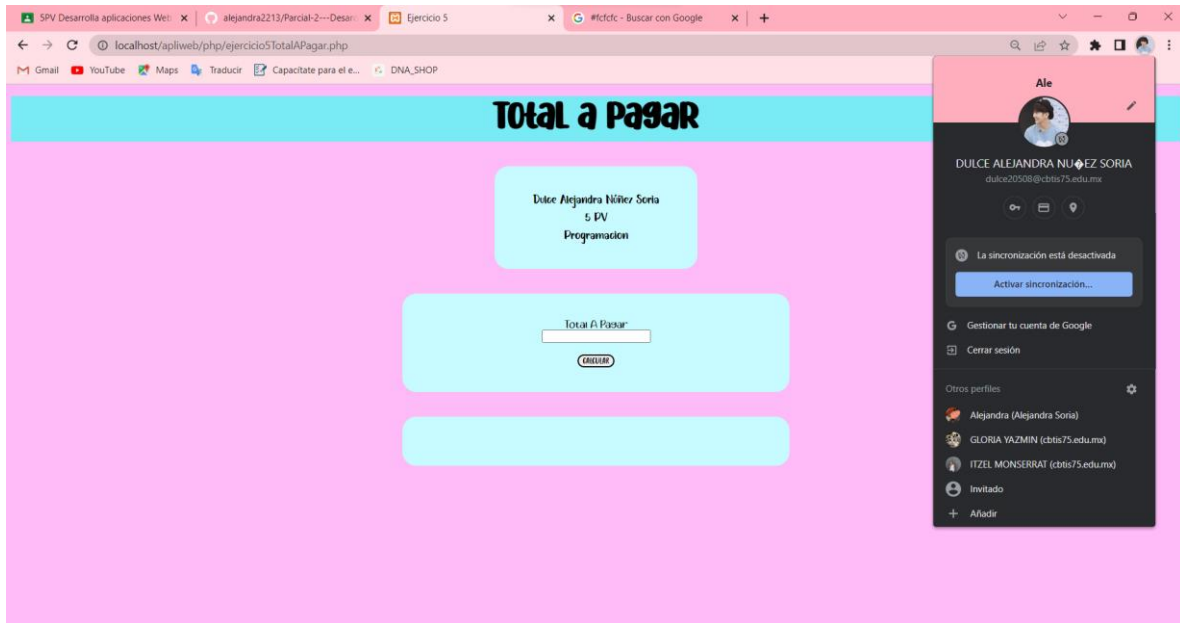 SPV Desarrolla aplicaciones Web
alejandra2213/Parcial-2---Desarr
Ejercicio 5
#fcfcfc - Buscar con Google
localhost/apliweb/php/ejercicio5TotalAPagar.php
Gmail
YouTube
Maps
Traducir
Capacítate para el e...
DNA_SHOP
Total a Pagar
Dulce Alejandra Núñez Soria
5 PV
Programacion
Total A Pagar
CALCULAR
Ale
DULCE ALEJANDRA NU�EZ SORIA
dulce20508@cbtis75.edu.mx
La sincronización está desactivada
Activar sincronización...
Gestionar tu cuenta de Google
Cerrar sesión
Otros perfiles
Alejandra (Alejandra Soria)
GLORIA YAZMIN (cbtis75.edu.mx)
ITZEL MONSERRAT (cbtis75.edu.mx)
Invitado
Añadir